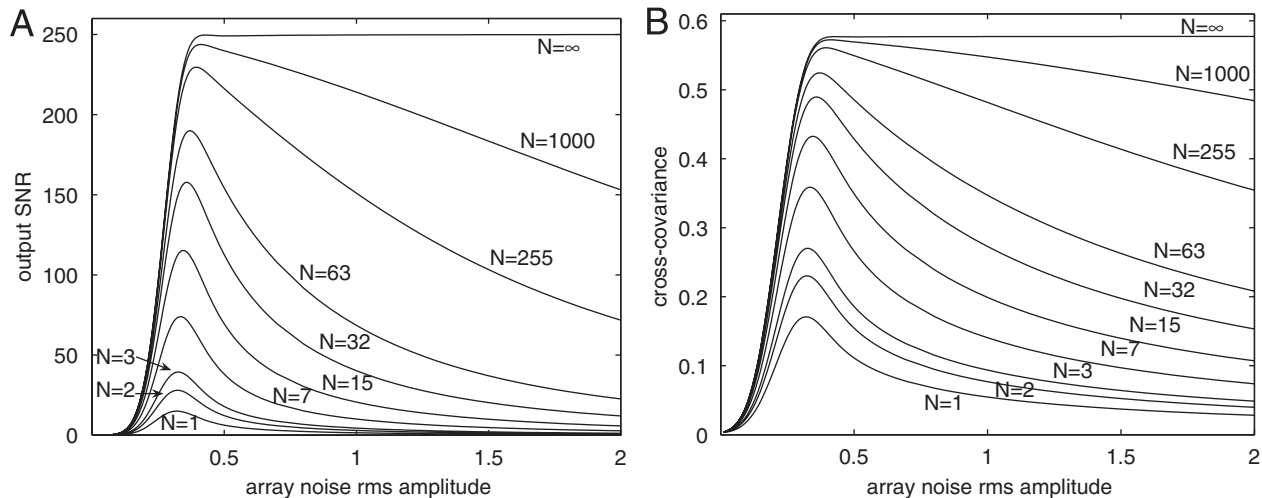 A
250
200
150
100
50
0
output SNR
N=∞
N=1000
N=255
N=63
N=32
N=15
N=7
N=3
N=2
N=1
0.5
1
1.5
2
array noise rms amplitude
B
0.6
0.5
0.4
0.3
0.2
0.1
0
cross-covariance
N=∞
N=1000
N=255
N=63
N=32
N=15
N=7
N=3
N=2
N=1
0.5
1
1.5
2
array noise rms amplitude